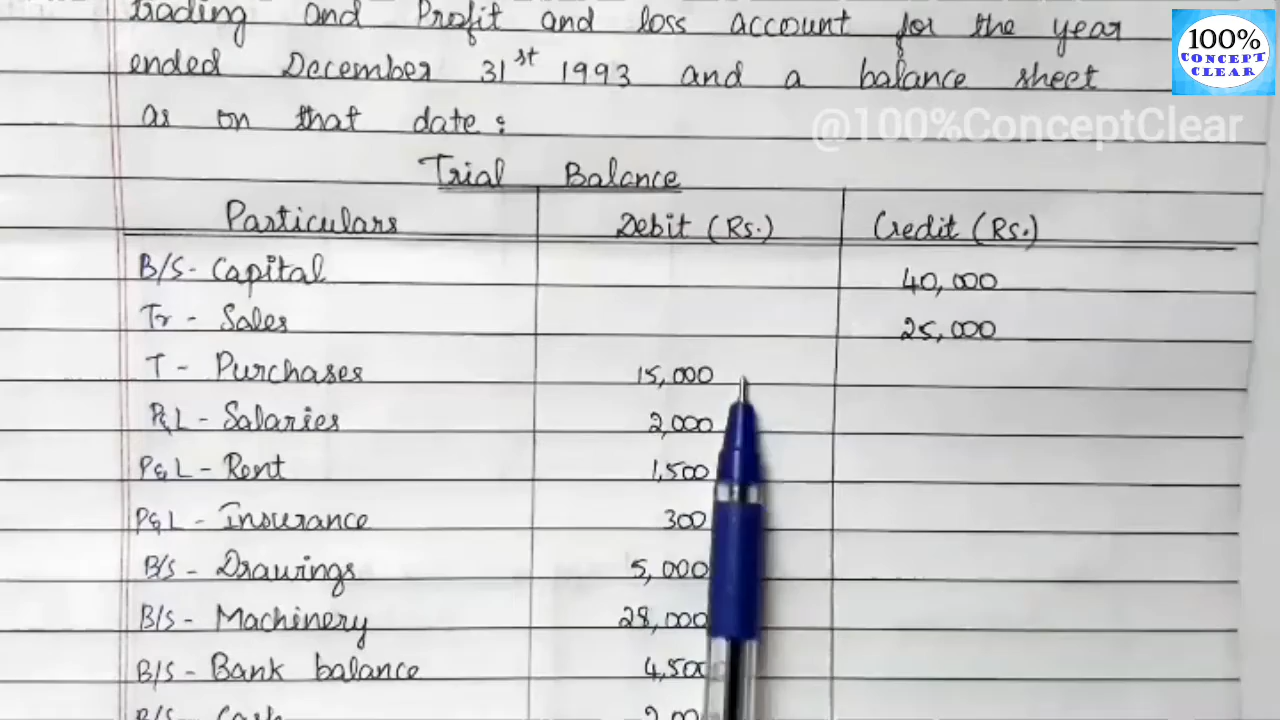 trading and Profit and loss account for the year
ended December 31st 1993 and a balance sheet
as on that date :
Trial Balance
Particulars Debit (Rs.) Credit (Rs.)
B/S - Capital 40,000
Tr - Sales 25,000
T - Purchases 15,000
P&L - Salaries 2,000
P&L - Rent 1,500
P&L - Insurance 300
B/S - Drawings 5,000
B/S - Machinery 28,000
B/S - Bank balance 4,500
B/S - Cash
100%
CONCEPT
CLEAR
@100%ConceptClear